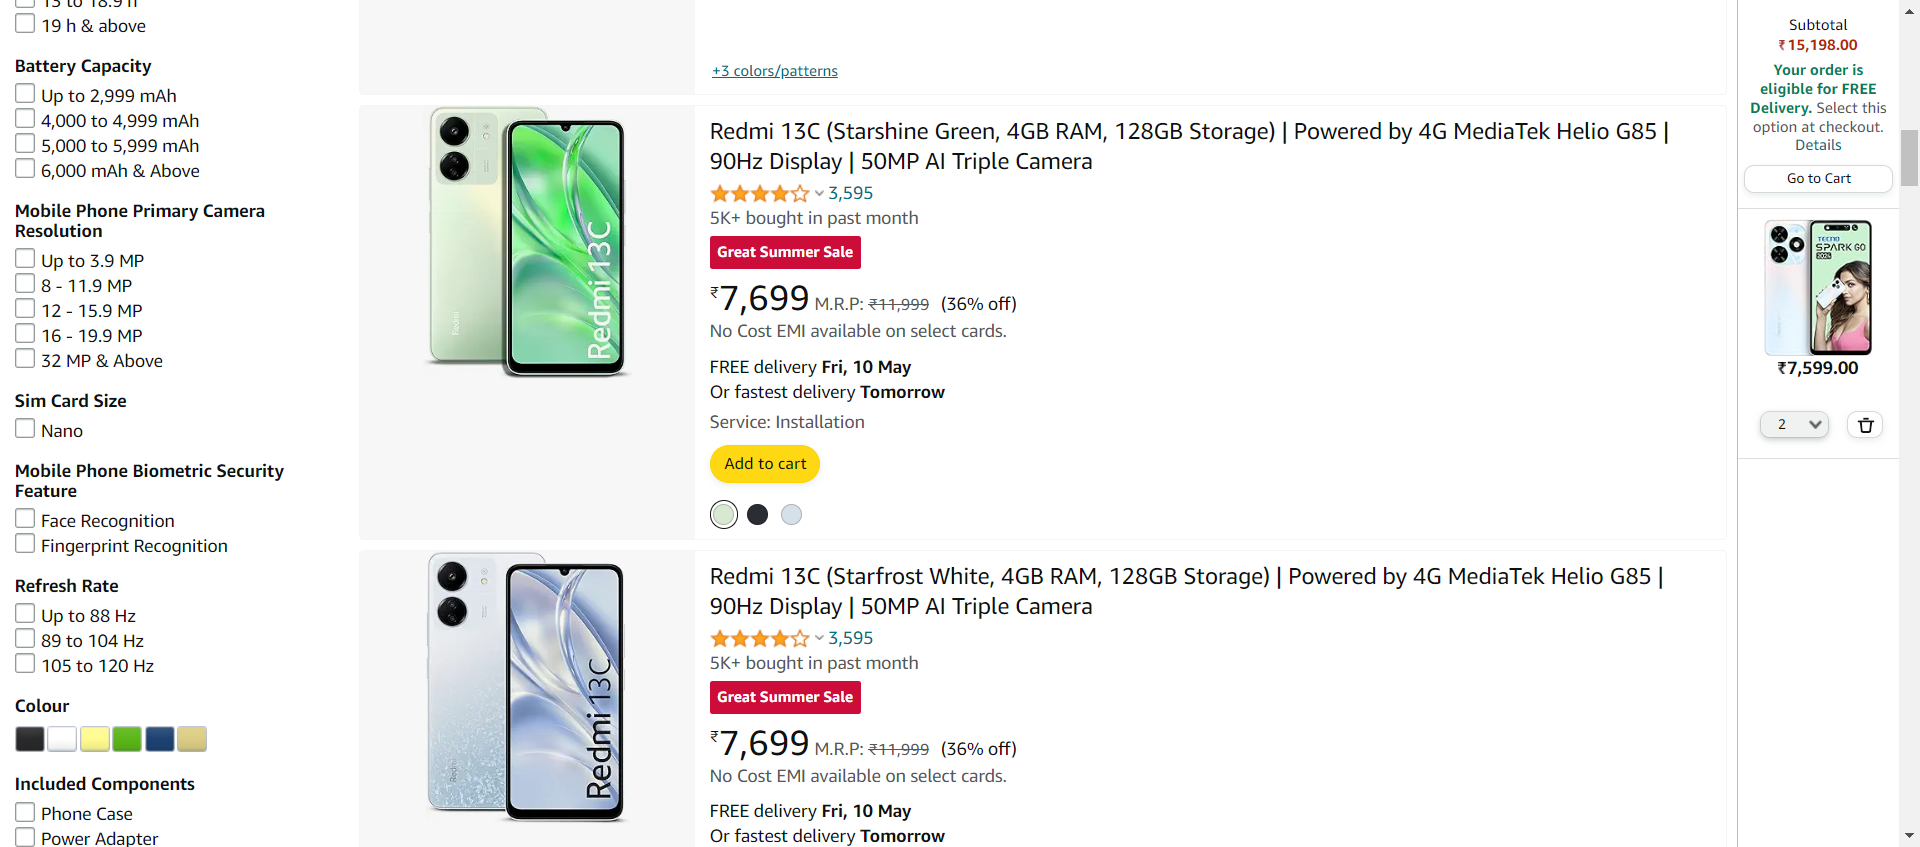 13 to 18.9 h
19 h & above
Battery Capacity
Up to 2,999 mAh
4,000 to 4,999 mAh
5,000 to 5,999 mAh
6,000 mAh & Above
Mobile Phone Primary Camera
Resolution
Up to 3.9 MP
8 - 11.9 MP
12 - 15.9 MP
16 - 19.9 MP
32 MP & Above
Sim Card Size
Nano
Mobile Phone Biometric Security
Feature
Face Recognition
Fingerprint Recognition
Refresh Rate
Up to 88 Hz
89 to 104 Hz
105 to 120 Hz
Colour
Included Components
Phone Case
Power Adapter
+3 colors/patterns
Redmi
Redmi 13C
Redmi 13C (Starshine Green, 4GB RAM, 128GB Storage) | Powered by 4G MediaTek Helio G85 |
90Hz Display | 50MP AI Triple Camera
3,595
5K+ bought in past month
Great Summer Sale
₹7,699 M.R.P: ₹11,999 (36% off)
No Cost EMI available on select cards.
FREE delivery Fri, 10 May
Or fastest delivery Tomorrow
Service: Installation
Add to cart
Redmi
Redmi 13C
Redmi 13C (Starfrost White, 4GB RAM, 128GB Storage) | Powered by 4G MediaTek Helio G85 |
90Hz Display | 50MP AI Triple Camera
3,595
5K+ bought in past month
Great Summer Sale
₹7,699 M.R.P: ₹11,999 (36% off)
No Cost EMI available on select cards.
FREE delivery Fri, 10 May
Or fastest delivery Tomorrow
Subtotal
₹15,198.00
Your order is
eligible for FREE
Delivery. Select this
option at checkout.
Details
Go to Cart
TECNO
SPARK GO
2024
₹7,599.00
2